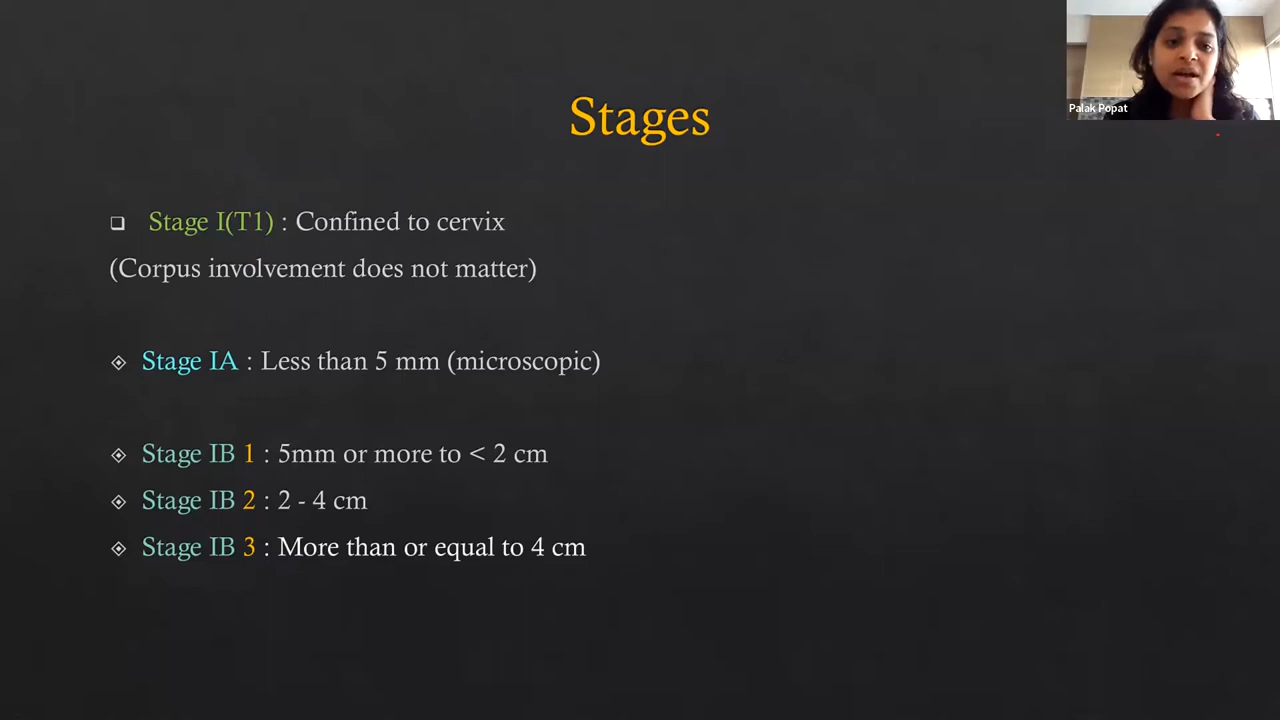 Palak Popat
Stages
Stage I(T1) : Confined to cervix
(Corpus involvement does not matter)
Stage IA : Less than 5 mm (microscopic)
Stage IB 1 : 5mm or more to < 2 cm
Stage IB 2 : 2 - 4 cm
Stage IB 3 : More than or equal to 4 cm